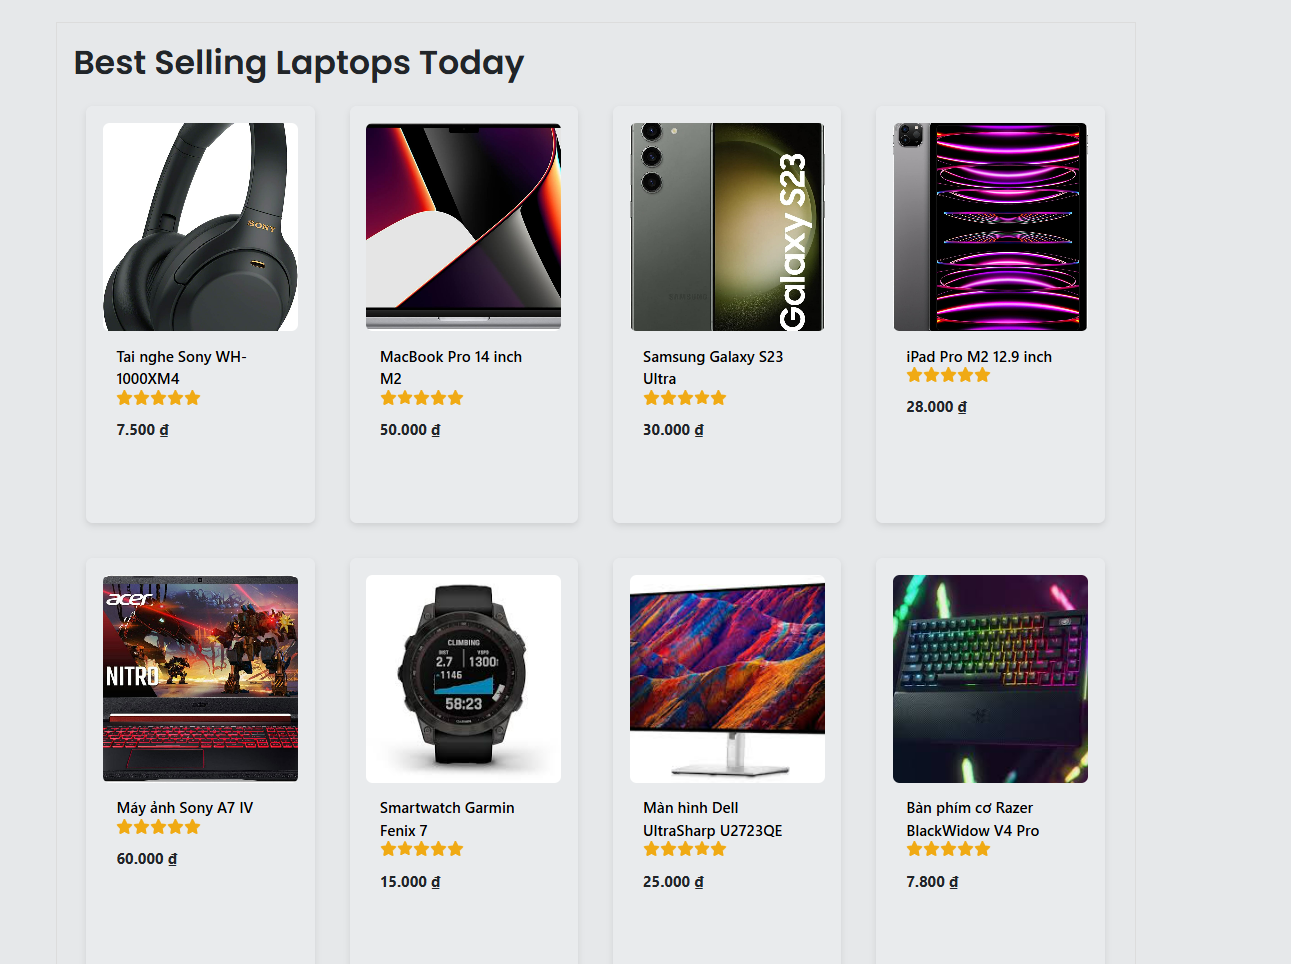 Best Selling Laptops Today
SONY
Galaxy S23
Tai nghe Sony WH-
1000XM4
7.500 ₫
MacBook Pro 14 inch
M2
50.000 ₫
Samsung Galaxy S23
Ultra
30.000 ₫
iPad Pro M2 12.9 inch
28.000 ₫
acer
NITRO
acer
CLIMBING
2.7
1300
-1146
58:23
Máy ảnh Sony A7 IV
60.000 ₫
Smartwatch Garmin
Fenix 7
15.000 ₫
Màn hình Dell
UltraSharp U2723QE
25.000 ₫
Bàn phím cơ Razer
BlackWidow V4 Pro
7.800 ₫